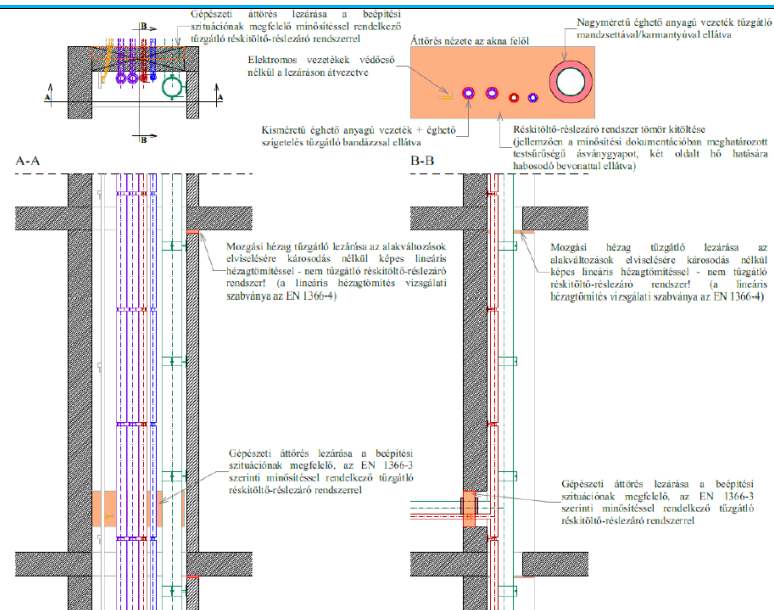 B
Gépészeti áttörés lezárása a beépítési
szituációnak megfelelő minősítéssel rendelkező
tűzgátló réskitöltő-réslezáró rendszerrel
A
A
B
Elektromos vezetékek védőcső
nélkül a lezáráson átvezetve
Kisméretű éghető anyagú vezeték + éghető
szigetelés tűzgátló bandázzsal ellátva
Áttörés nézete az akna felől
Nagyméretű éghető anyagú vezeték tűzgátló
mandzsettával/karmantyúval ellátva
Réskitöltő-réslezáró rendszer tömör kitöltése
(jellemzően a minősítési dokumentációban meghatározott
testsűrűségű ásványgyapot, két oldalt hő hatására
habosodó bevonattal ellátva)
A-A
Mozgási hézag tűzgátló lezárása az alakváltozások
elviselésére károsodás nélkül képes lineáris
hézagtömítéssel - nem tűzgátló réskitöltő-réslezáró
rendszer! (a lineáris hézagtömítés vizsgálati
szabványa az EN 1366-4)
Gépészeti áttörés lezárása a beépítési
szituációnak megfelelő, az EN 1366-3
szerinti minősítéssel rendelkező tűzgátló
réskitöltő-réslezáró rendszerrel
B-B
Mozgási hézag tűzgátló lezárása az
alakváltozások elviselésére károsodás nélkül
képes lineáris hézagtömítéssel - nem tűzgátló
réskitöltő-réslezáró rendszer! (a lineáris
hézagtömítés vizsgálati szabványa az EN 1366-4)
Gépészeti áttörés lezárása a beépítési
szituációnak megfelelő, az EN 1366-3
szerinti minősítéssel rendelkező tűzgátló
réskitöltő-réslezáró rendszerrel